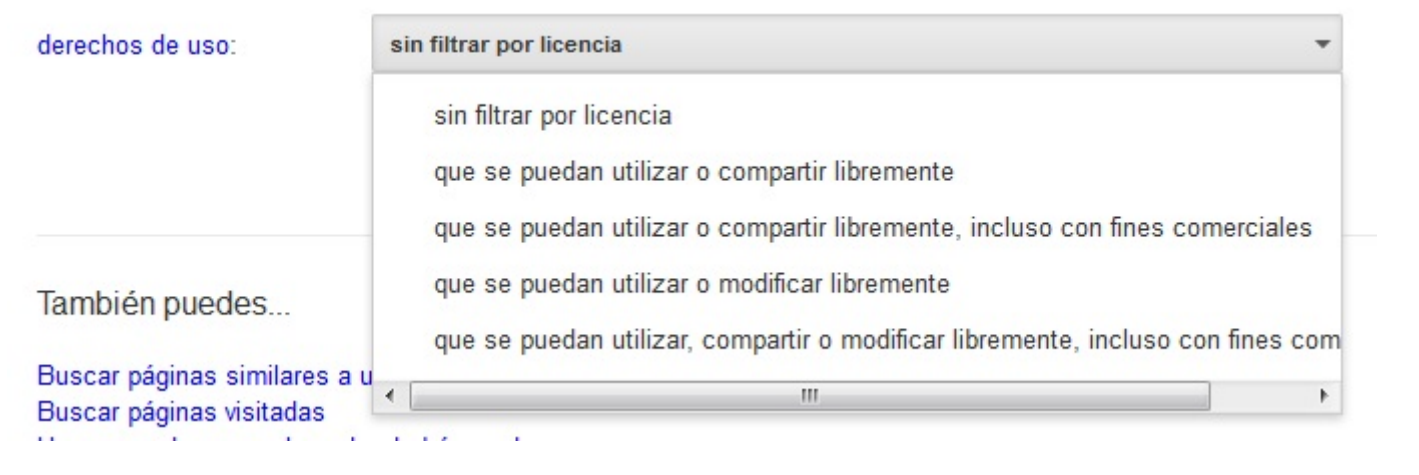 derechos de uso:
sin filtrar por licencia
sin filtrar por licencia
que se puedan utilizar o compartir libremente
que se puedan utilizar o compartir libremente, incluso con fines comerciales
que se puedan utilizar o modificar libremente
que se puedan utilizar, compartir o modificar libremente, incluso con fines com
También puedes...
Buscar páginas similares a u
Buscar páginas visitadas